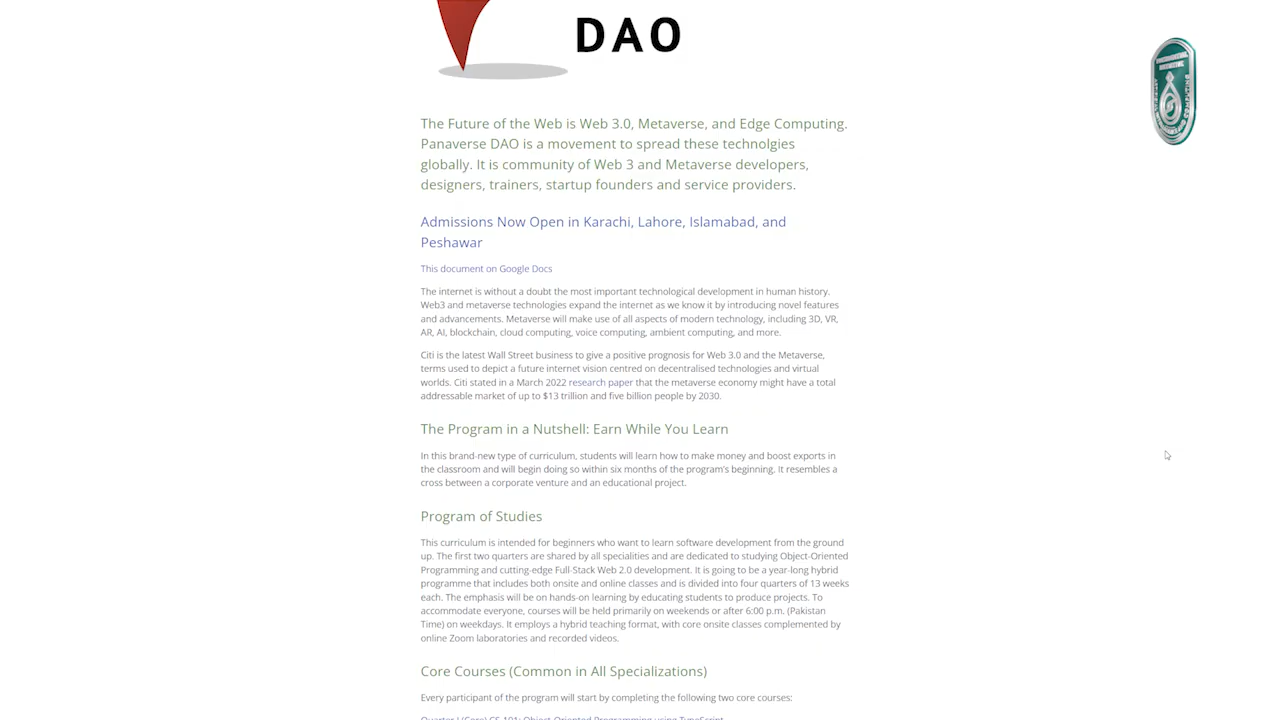 DAO
The Future of the Web is Web 3.0, Metaverse, and Edge Computing.
Panaverse DAO is a movement to spread these technolgies
globally. It is community of Web 3 and Metaverse developers,
designers, trainers, startup founders and service providers.
Admissions Now Open in Karachi, Lahore, Islamabad, and
Peshawar
This document on Google Docs
The internet is without a doubt the most important technological development in human history.
Web3 and metaverse technologies expand the internet as we know it by introducing novel features
and advancements. Metaverse will make use of all aspects of modern technology, including 3D, VR,
AR, AI, blockchain, cloud computing, voice computing, ambient computing, and more.
Citi is the latest Wall Street business to give a positive prognosis for Web 3.0 and the Metaverse,
terms used to depict a future internet vision centred on decentralised technologies and virtual
worlds. Citi stated in a March 2022 research paper that the metaverse economy might have a total
addressable market of up to $13 trillion and five billion people by 2030.
The Program in a Nutshell: Earn While You Learn
In this brand-new type of curriculum, students will learn how to make money and boost exports in
the classroom and will begin doing so within six months of the program's beginning. It resembles a
cross between a corporate venture and an educational project.
Program of Studies
This curriculum is intended for beginners who want to learn software development from the ground
up. The first two quarters are shared by all specialities and are dedicated to studying Object-Oriented
Programming and cutting-edge Full-Stack Web 2.0 development. It is going to be a year-long hybrid
programme that includes both onsite and online classes and is divided into four quarters of 13 weeks
each. The emphasis will be on hands-on learning by educating students to produce projects. To
accommodate everyone, courses will be held primarily on weekends or after 6:00 p.m. (Pakistan
Time) on weekdays. It employs a hybrid teaching format, with core onsite classes complemented by
online Zoom laboratories and recorded videos.
Core Courses (Common in All Specializations)
Every participant of the program will start by completing the following two core courses:
Quarter I (Core) CS-101: Object-Oriented Programming using TypeScript